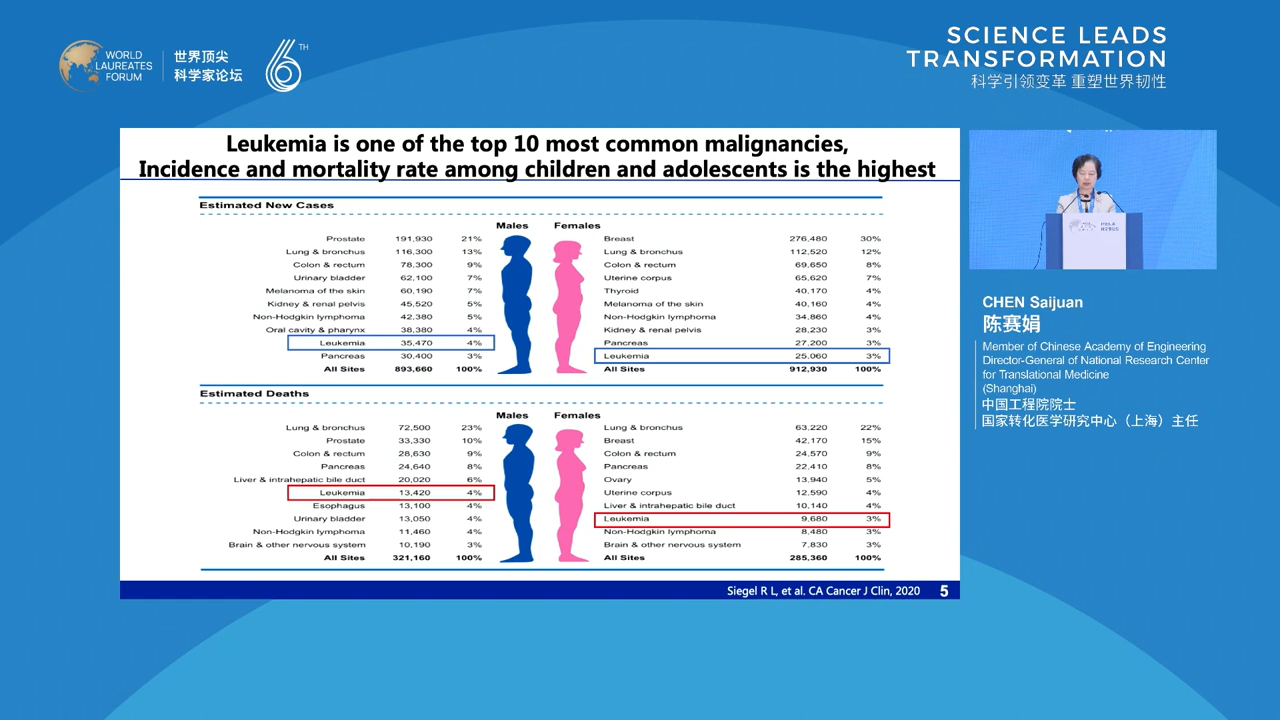 WORLD
LAUREATES
FORUM
世界顶尖
科学家论坛
6TH
SCIENCE LEADS
TRANSFORMATION
科学引领变革 重塑世界韧性
Leukemia is one of the top 10 most common malignancies,
Incidence and mortality rate among children and adolescents is the highest
Estimated New Cases
Males Females
Prostate 191,930 21% Breast 276,480 30%
Lung & bronchus 116,300 13% Lung & bronchus 112,520 12%
Colon & rectum 78,300 9% Colon & rectum 69,650 8%
Urinary bladder 62,100 7% Uterine corpus 65,620 7%
Melanoma of the skin 60,190 7% Thyroid 40,170 4%
Kidney & renal pelvis 45,520 5% Melanoma of the skin 40,160 4%
Non-Hodgkin lymphoma 42,380 5% Non-Hodgkin lymphoma 34,860 4%
Oral cavity & pharynx 38,380 4% Kidney & renal pelvis 28,230 3%
Leukemia 35,470 4% Pancreas 27,200 3%
Pancreas 30,400 3% Leukemia 25,060 3%
All Sites 893,660 100% All Sites 912,930 100%
Estimated Deaths
Males Females
Lung & bronchus 72,500 23% Lung & bronchus 63,220 22%
Prostate 33,330 10% Breast 42,170 15%
Colon & rectum 28,630 9% Colon & rectum 24,570 9%
Pancreas 24,640 8% Pancreas 22,410 8%
Liver & intrahepatic bile duct 20,020 6% Ovary 13,940 5%
Leukemia 13,420 4% Uterine corpus 12,590 4%
Esophagus 13,100 4% Liver & intrahepatic bile duct 10,140 4%
Urinary bladder 13,050 4% Leukemia 9,680 3%
Non-Hodgkin lymphoma 11,460 4% Non-Hodgkin lymphoma 8,480 3%
Brain & other nervous system 10,190 3% Brain & other nervous system 7,830 3%
All Sites 321,160 100% All Sites 285,360 100%
Siegel R L, et al. CA Cancer J Clin, 2020 5
CHEN Saijuan
陈赛娟
Member of Chinese Academy of Engineering
Director-General of National Research Center
for Translational Medicine
(Shanghai)
中国工程院院士
国家转化医学研究中心（上海）主任